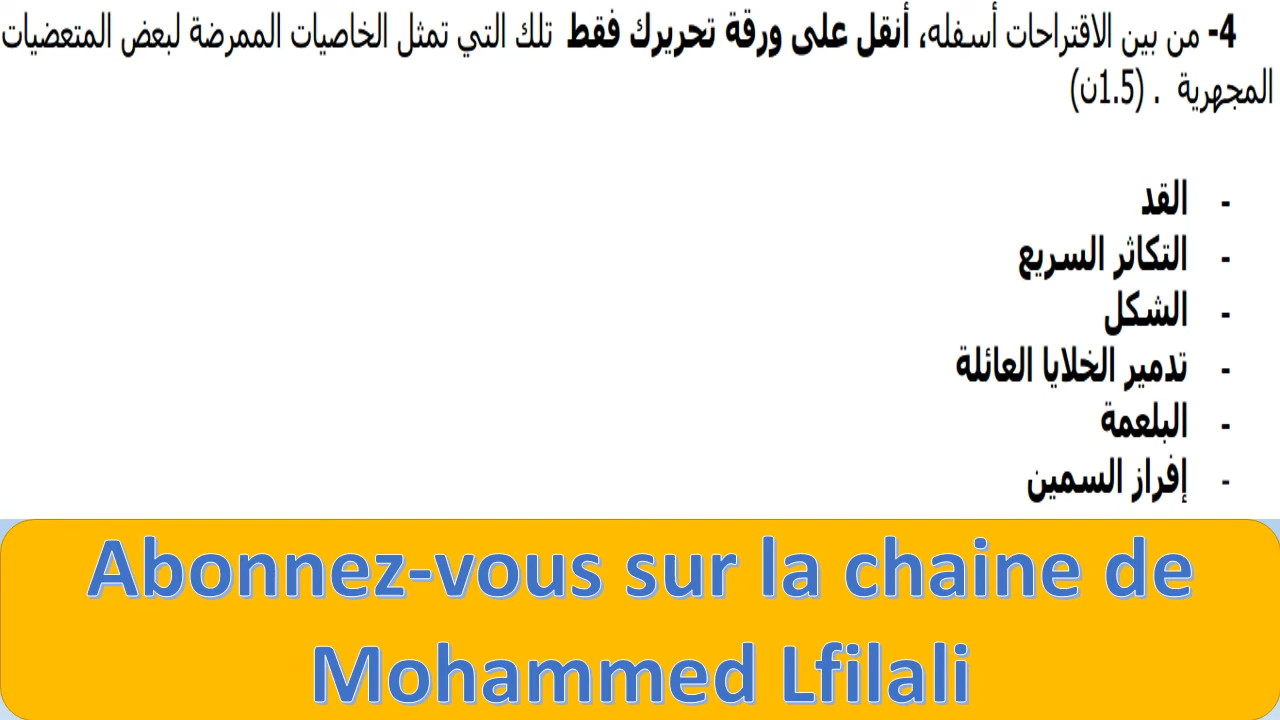 4- من بين الاقتراحات أسفله، أنقل على ورقة تحريرك فقط تلك التي تمثل الخاصيات الممرضة لبعض المتعضيات
المجهرية . (1.5ن)
- القد
- التكاثر السريع
- الشكل
- تدمير الخلايا العائلة
- البلعمة
- إفراز السمين
Abonnez-vous sur la chaine de
Mohammed Lfilali